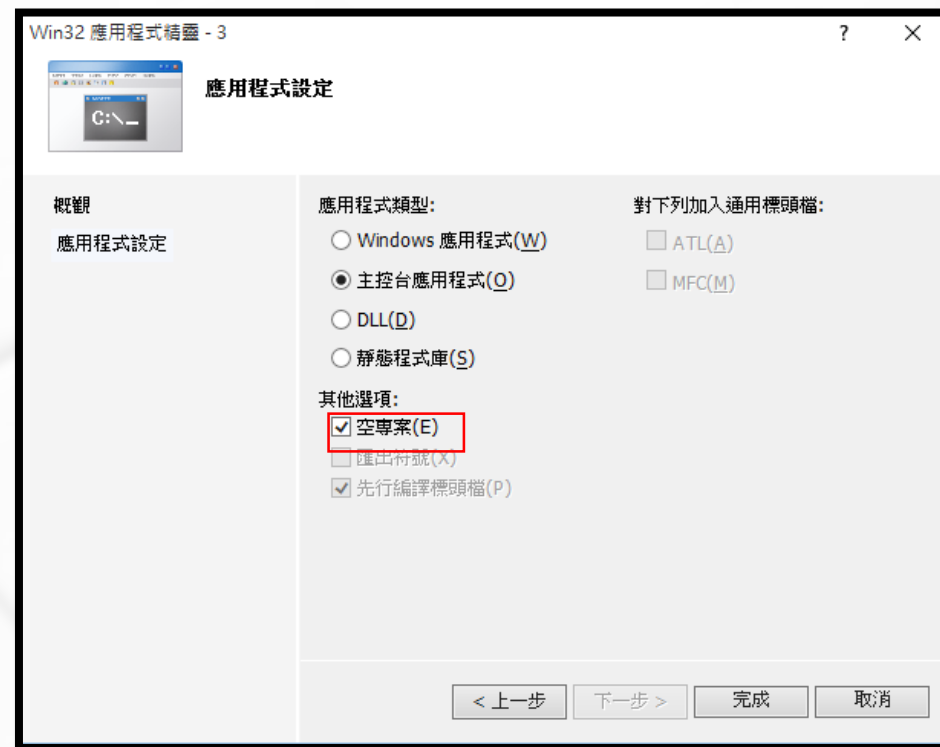 Win32 應用程式精靈 - 3
?
C:\_
應用程式設定
概觀
應用程式設定
應用程式類型:
Windows 應用程式(W)
主控台應用程式(O)
DLL(D)
靜態程式庫(S)
其他選項:
空專案(E)
匯出符號(X)
先行編譯標頭檔(P)
對下列加入通用標頭檔:
ATL(A)
MFC(M)
< 上一步
下一步 >
完成
取消